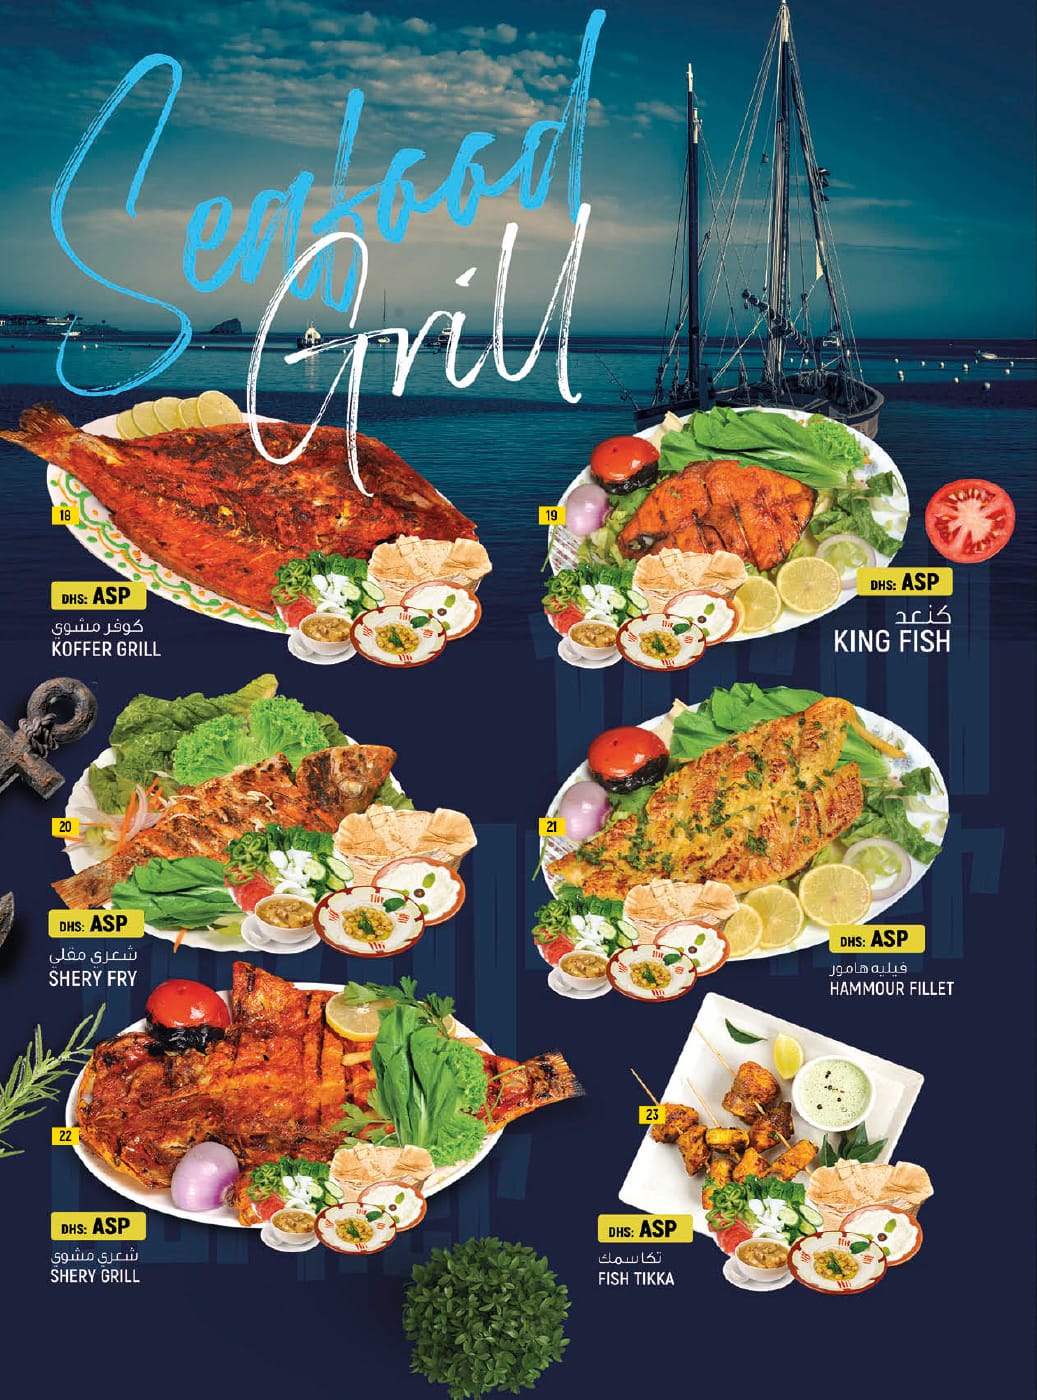 Seafood
Grill
18
DHS: ASP
كوفر مشوي
KOFFER GRILL
19
DHS: ASP
كنعد
KING FISH
20
DHS: ASP
شعري مقلي
SHERY FRY
21
DHS: ASP
فيليه هامور
HAMMOUR FILLET
22
DHS: ASP
شعري مشوي
SHERY GRILL
23
DHS: ASP
تكا سمك
FISH TIKKA